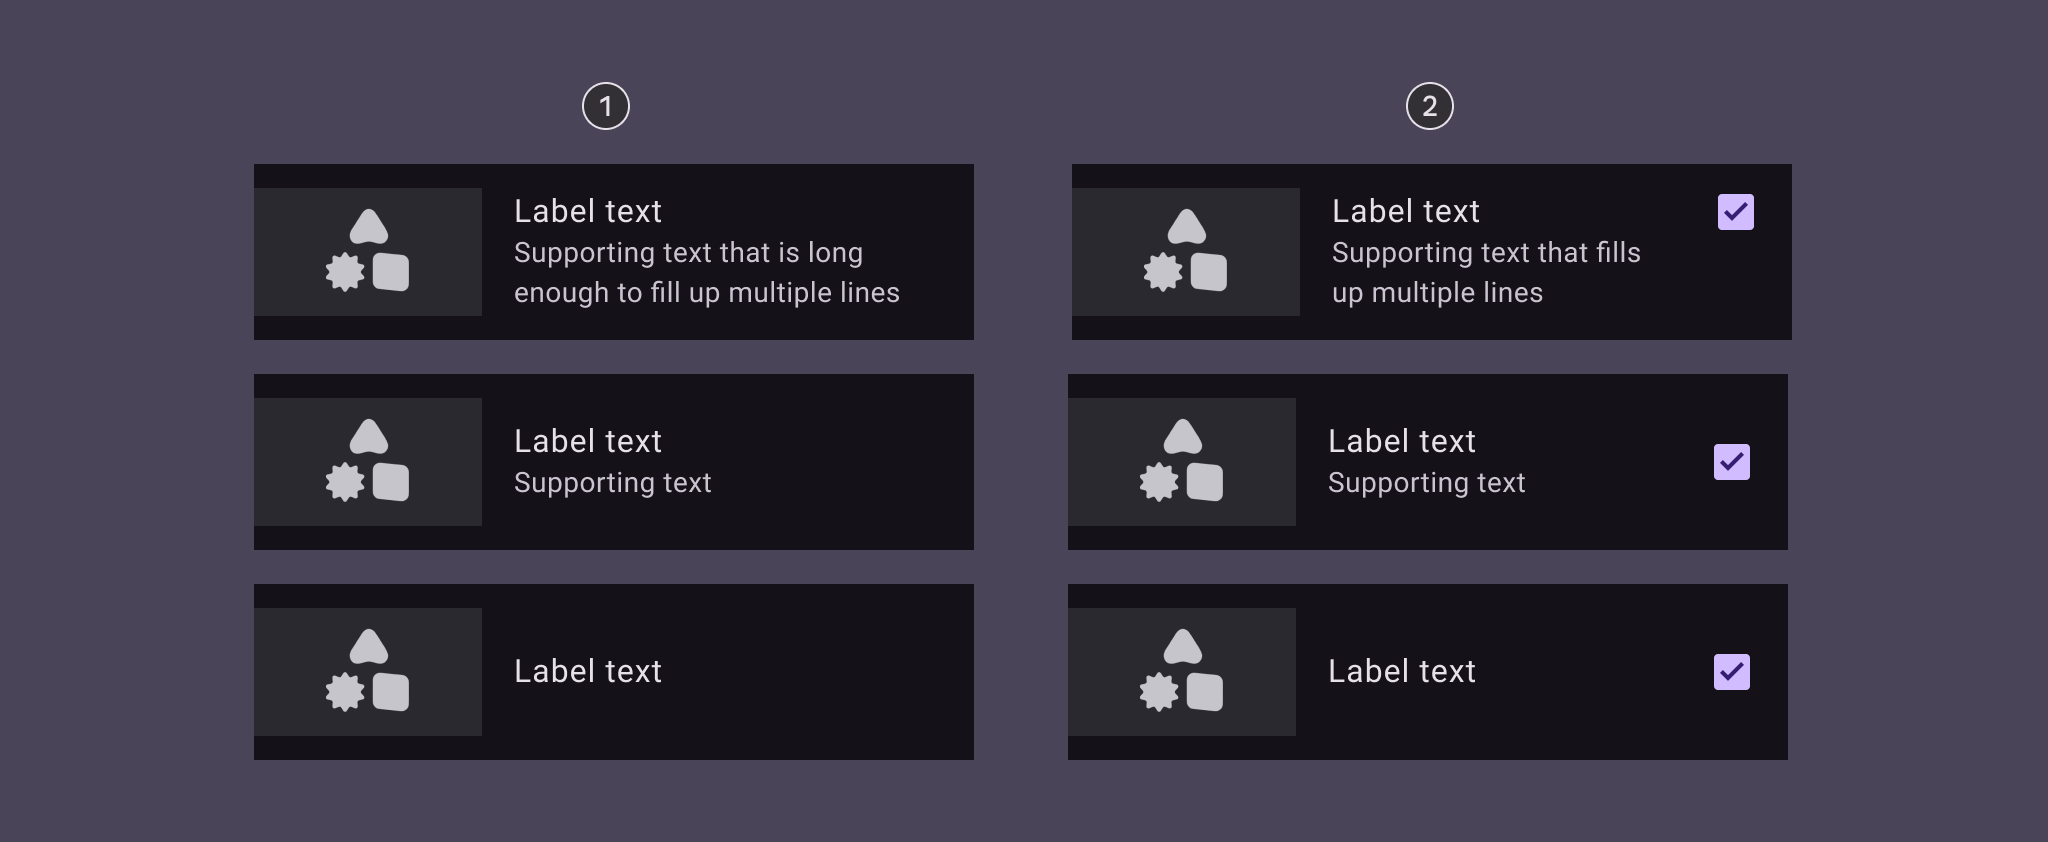 1
Label text
Supporting text that is long
enough to fill up multiple lines
Label text
Supporting text
Label text
2
Label text
Supporting text that fills
up multiple lines
Label text
Supporting text
Label text